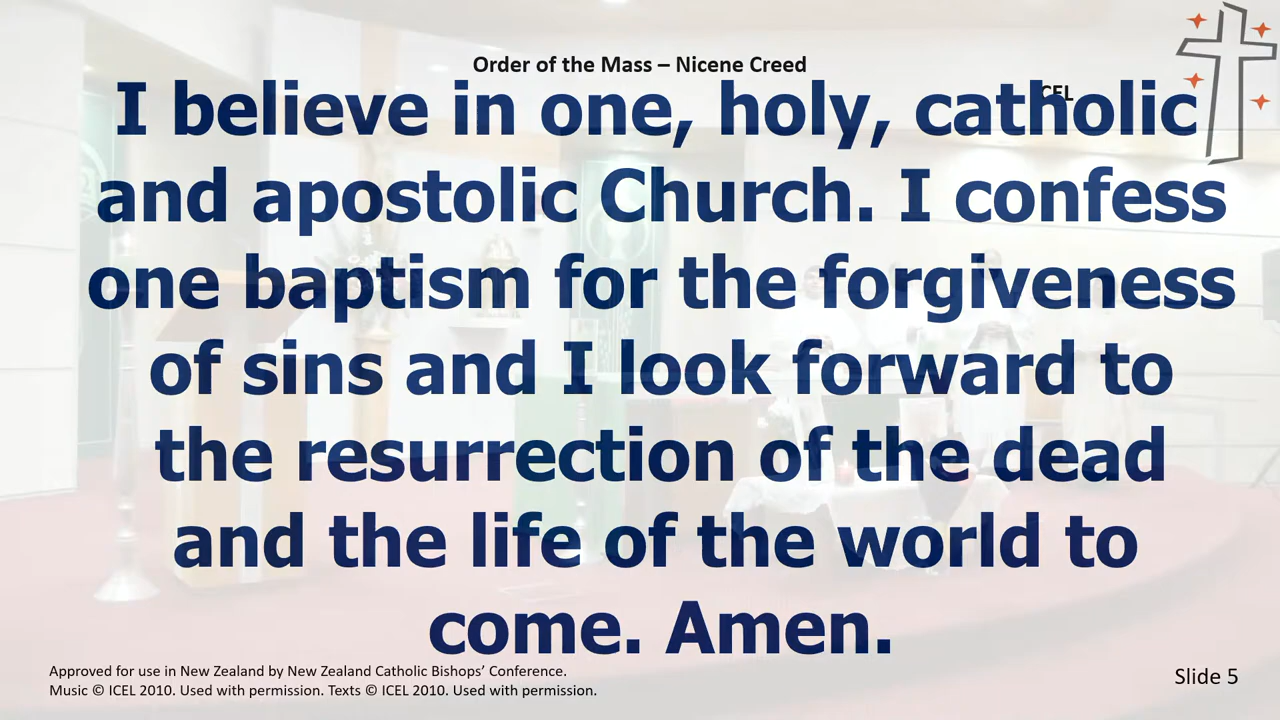 Order of the Mass – Nicene Creed
I believe in one, holy, catholic
and apostolic Church. I confess
one baptism for the forgiveness
of sins and I look forward to
the resurrection of the dead
and the life of the world to
come. Amen.
Approved for use in New Zealand by New Zealand Catholic Bishops’ Conference.
Music © ICEL 2010. Used with permission. Texts © ICEL 2010. Used with permission.
Slide 5